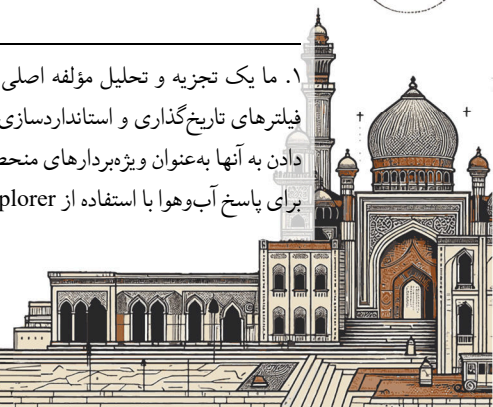 ۱. ما یک تجزیه و تحلیل مؤلفه اصلی
فیلترهای تاریخ‌گذاری و استانداردسازی
دادن به آنها به‌عنوان ویژه‌بردارهای منحص
برای پاسخ آب‌وهوا با استفاده از plorer